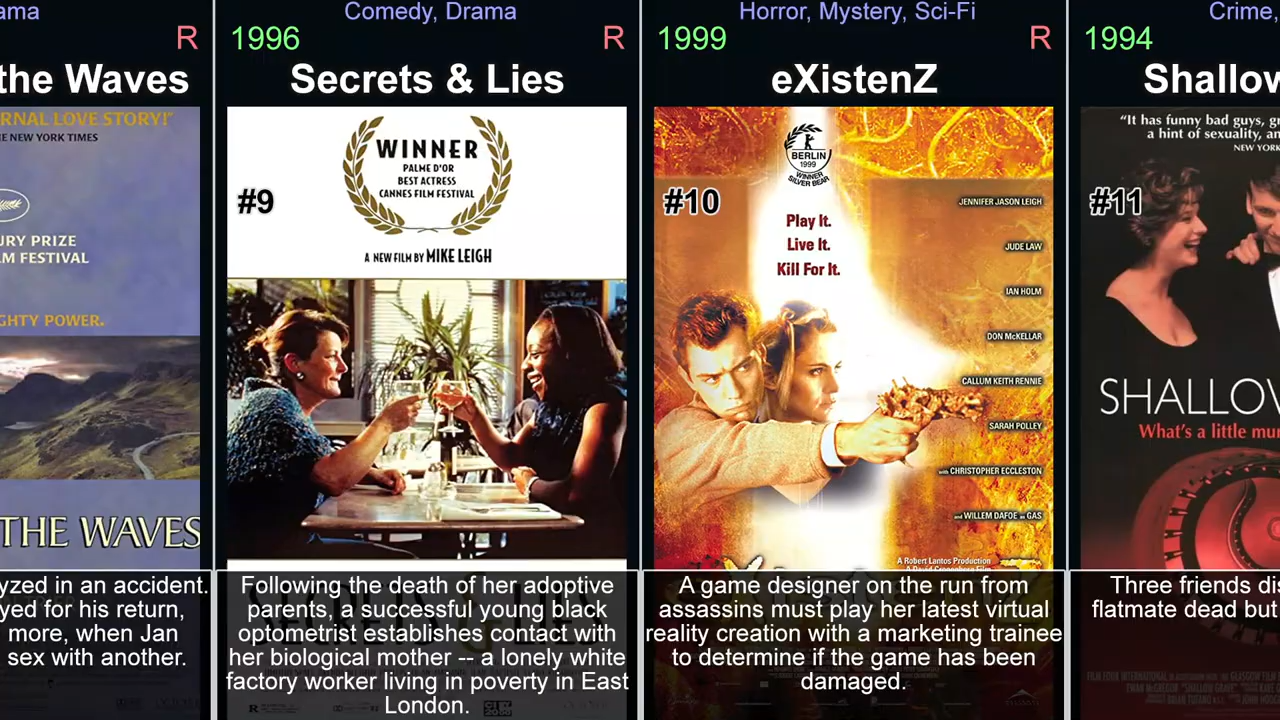 ama
R
the Waves
RNAL LOVE STORY!"
E NEW YORK TIMES
URY PRIZE
M FESTIVAL
GHTY POWER.
THE WAVES
yzed in an accident.
yed for his return,
more, when Jan
sex with another.
Comedy, Drama
1996
R
Secrets & Lies
#9
WINNER
PALME D'OR
BEST ACTRESS
CANNES FILM FESTIVAL
A NEW FILM BY MIKE LEIGH
SECRETS & LIES
Following the death of her adoptive
parents, a successful young black
optometrist establishes contact with
her biological mother -- a lonely white
factory worker living in poverty in East
London.
Horror, Mystery, Sci-Fi
1999
R
eXistenZ
#10
BERLIN
1999
WINNER
SILVER BEAR
Play It.
Live It.
Kill For It.
JENNIFER JASON LEIGH
JUDE LAW
IAN HOLM
DON McKELLAR
CALLUM KEITH RENNIE
SARAH POLLEY
with CHRISTOPHER ECCLESTON
and WILLEM DAFOE as GAS
A Robert Lantos Production
A game designer on the run from
assassins must play her latest virtual
reality creation with a marketing trainee
to determine if the game has been
damaged.
Crime,
1994
Shallow
#11
"It has funny bad guys, gr
a hint of sexuality, an
NEW YORK
SHALLOW
What's a little mur
Three friends dis
flatmate dead but